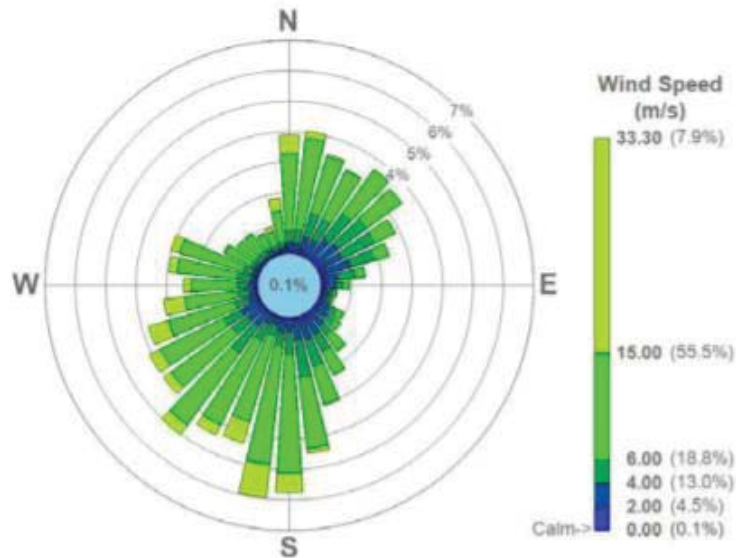 N
7%
6%
5%
4%
W
0.1%
E
S
Wind Speed
(m/s)
33.30 (7.9%)
15.00 (55.5%)
6.00 (18.8%)
4.00 (13.0%)
2.00 (4.5%)
Calm-> 0.00 (0.1%)